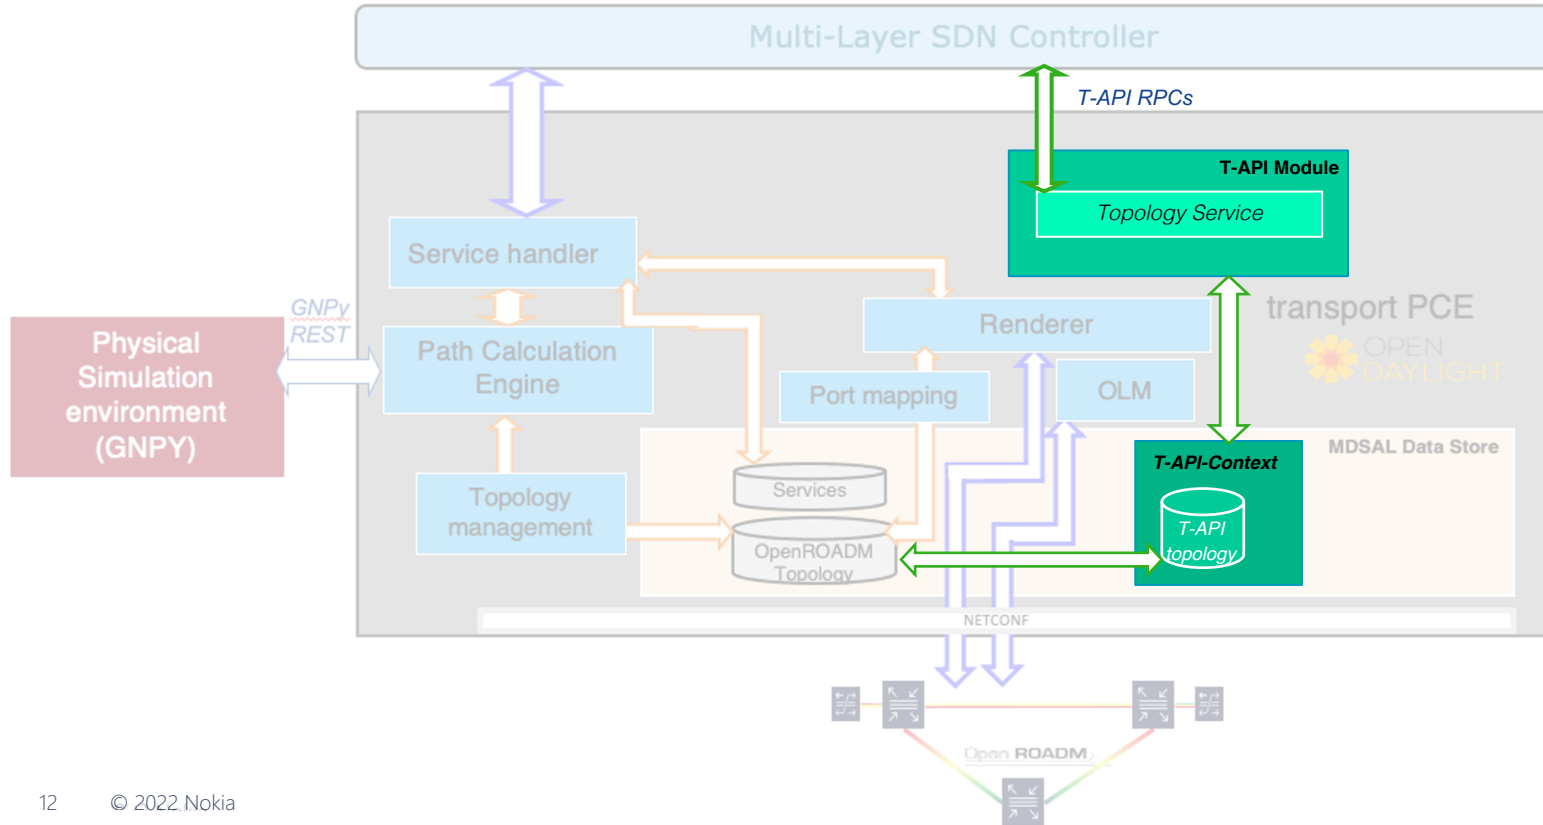 Multi-Layer SDN Controller
T-API RPCs
T-API Module
Topology Service
Service handler
GNPy
REST
transport PCE
OPEN
DAYLIGHT
Physical
Simulation
environment
(GNPY)
Path Calculation
Engine
Renderer
Port mapping
OLM
MDSAL Data Store
T-API-Context
Services
Topology
management
T-API
topology
OpenROADM
Topology
NETCONF
Open ROADM
12
© 2022 Nokia